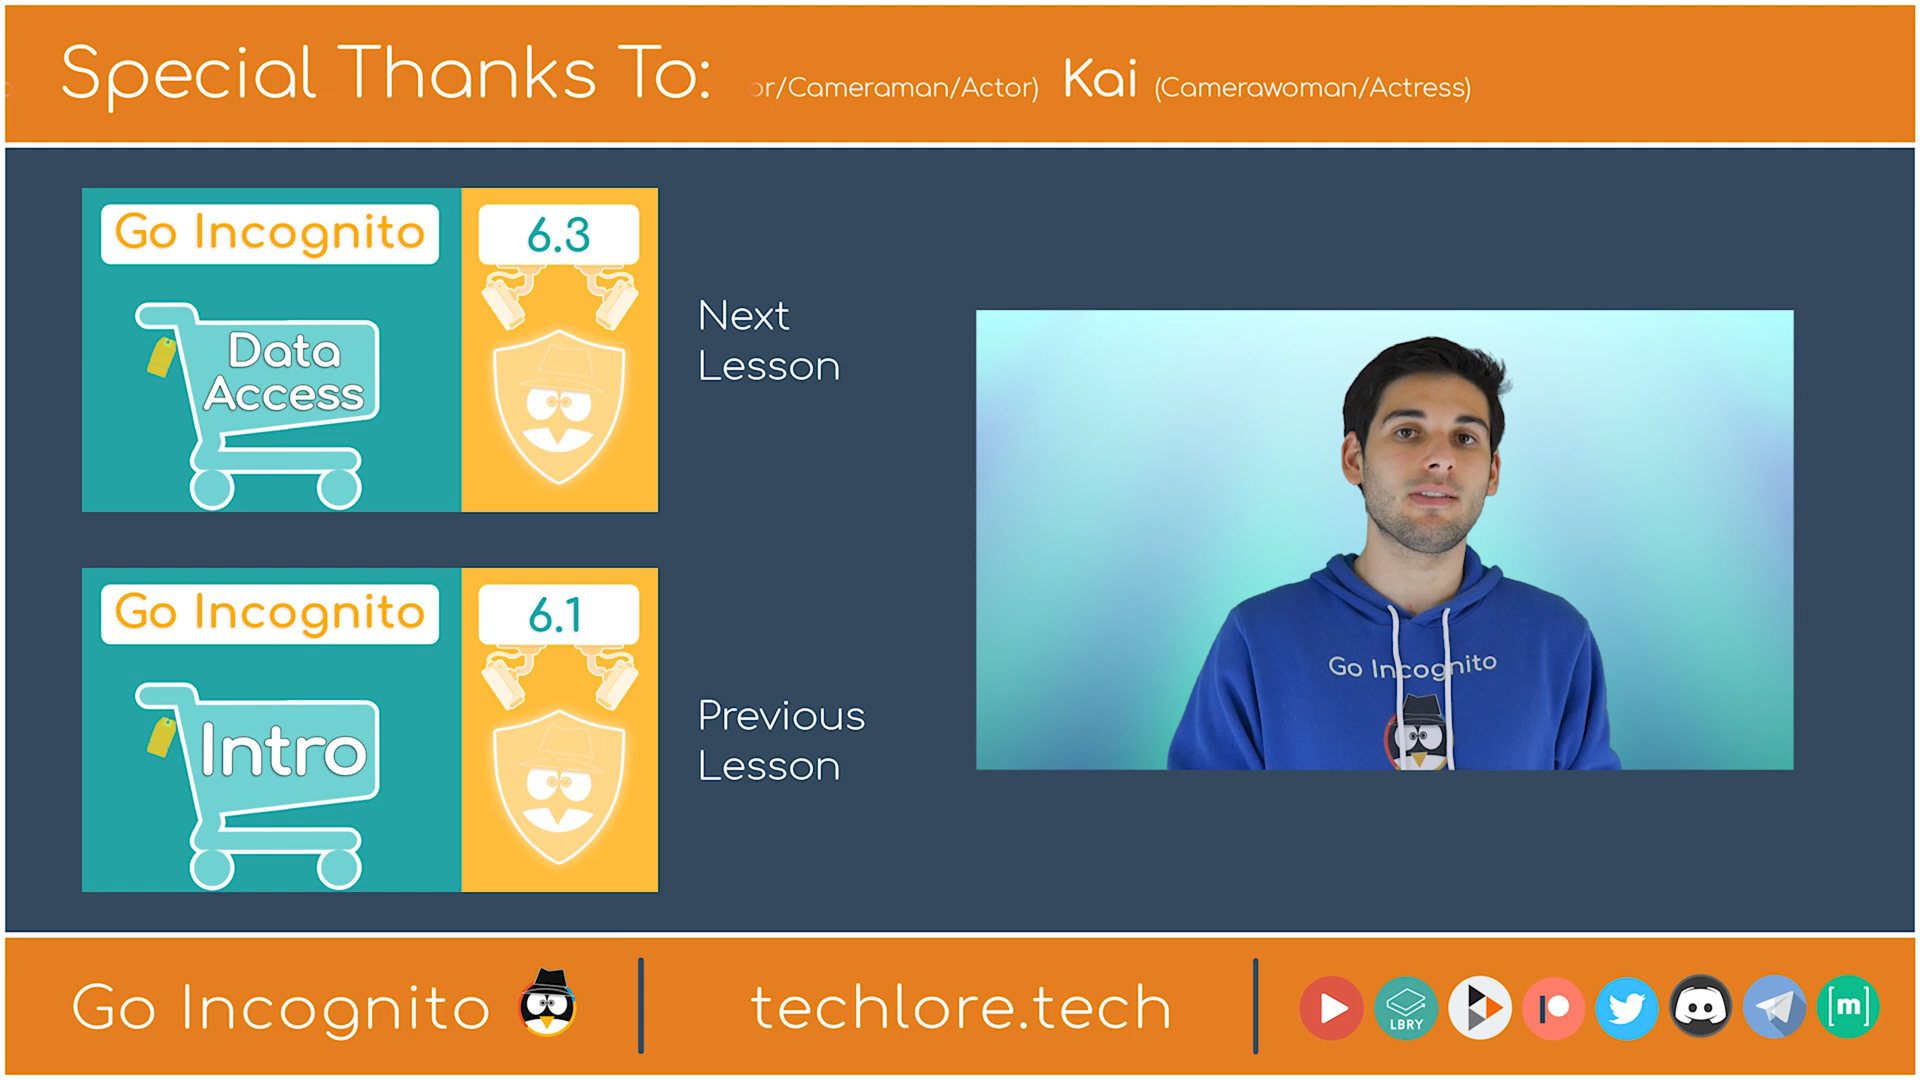 Special Thanks To: or/Cameraman/Actor) Kai (Camerawoman/Actress)
Go Incognito 6.3
Data
Access
Next
Lesson
Go Incognito 6.1
Intro
Previous
Lesson
Go Incognito
Go Incognito | techlore.tech
LBRY
[m]